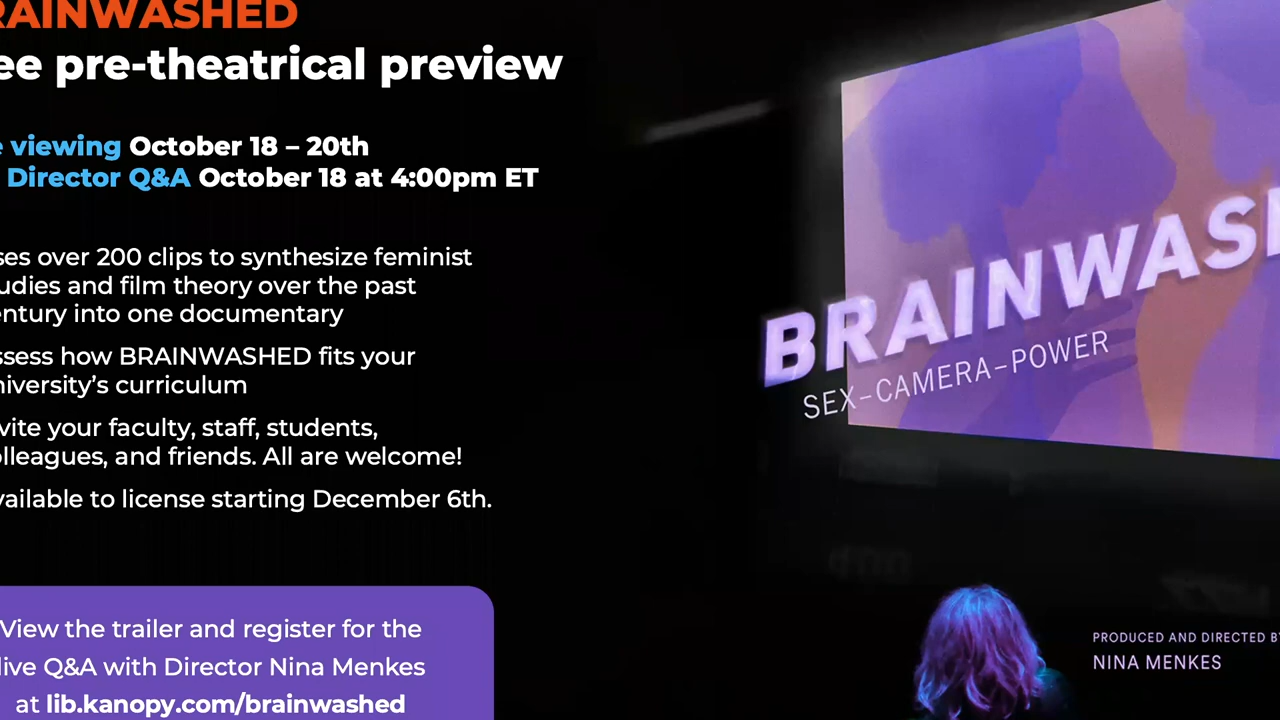 RAINWASHED
ee pre-theatrical preview
e viewing October 18 – 20th
Director Q&A October 18 at 4:00pm ET
ses over 200 clips to synthesize feminist
udies and film theory over the past
entury into one documentary
ssess how BRAINWASHED fits your
niversity's curriculum
vite your faculty, staff, students,
olleagues, and friends. All are welcome!
vailable to license starting December 6th.
View the trailer and register for the
live Q&A with Director Nina Menkes
at lib.kanopy.com/brainwashed
BRAINWASH
SEX–CAMERA–POWER
PRODUCED AND DIRECTED BY
NINA MENKES